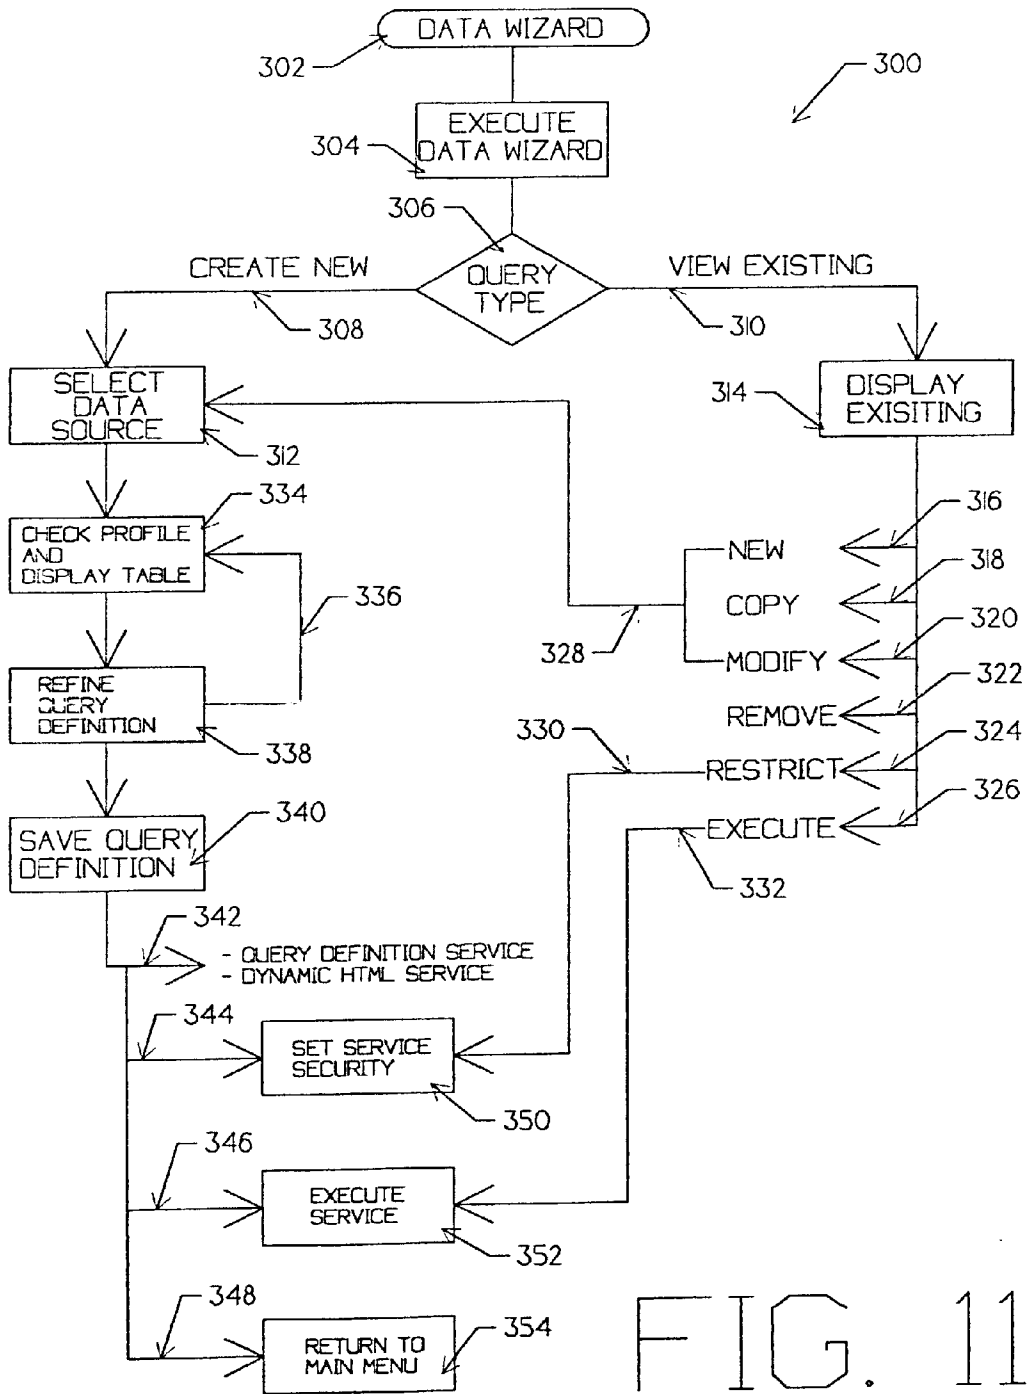 DATA WIZARD
302
300
EXECUTE
DATA WIZARD
304
306
CREATE NEW
VIEW EXISTING
QUERY
TYPE
308
310
SELECT
DATA
SOURCE
312
314
DISPLAY
EXISITING
334
CHECK PROFILE
AND
DISPLAY TABLE
336
316
NEW
318
COPY
320
328
MODIFY
322
REMOVE
REFINE
QUERY
DEFINITION
338
330
324
RESTRICT
326
EXECUTE
332
340
SAVE QUERY
DEFINITION
342
- QUERY DEFINITION SERVICE
- DYNAMIC HTML SERVICE
344
SET SERVICE
SECURITY
350
346
EXECUTE
SERVICE
352
348
RETURN TO
MAIN MENU
354
FIG. 11